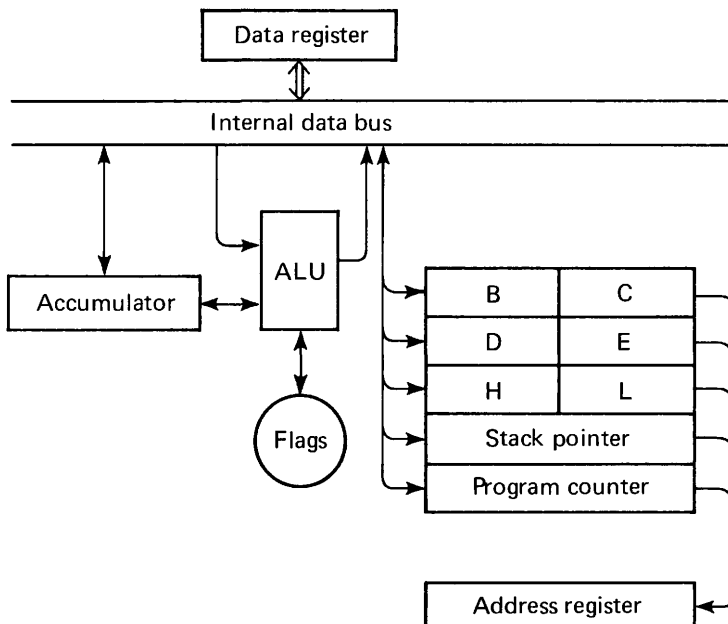 Data register
Internal data bus
ALU
Accumulator
B C
D E
H L
Flags
Stack pointer
Program counter
Address register